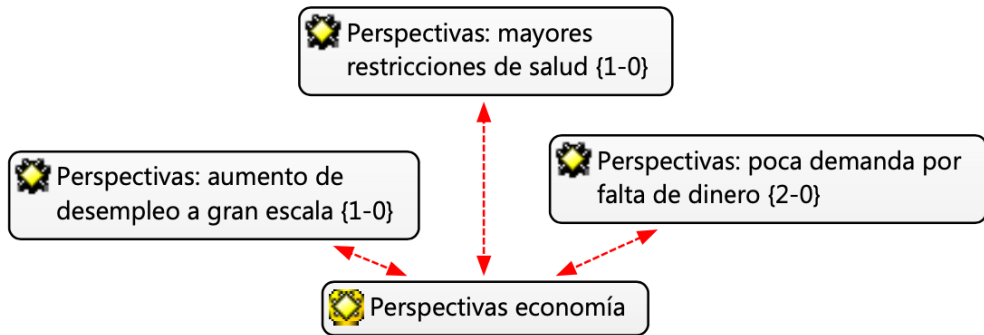 Perspectivas: mayores
restricciones de salud {1-0}
Perspectivas: aumento de
desempleo a gran escala {1-0}
Perspectivas: poca demanda por
falta de dinero {2-0}
Perspectivas economía